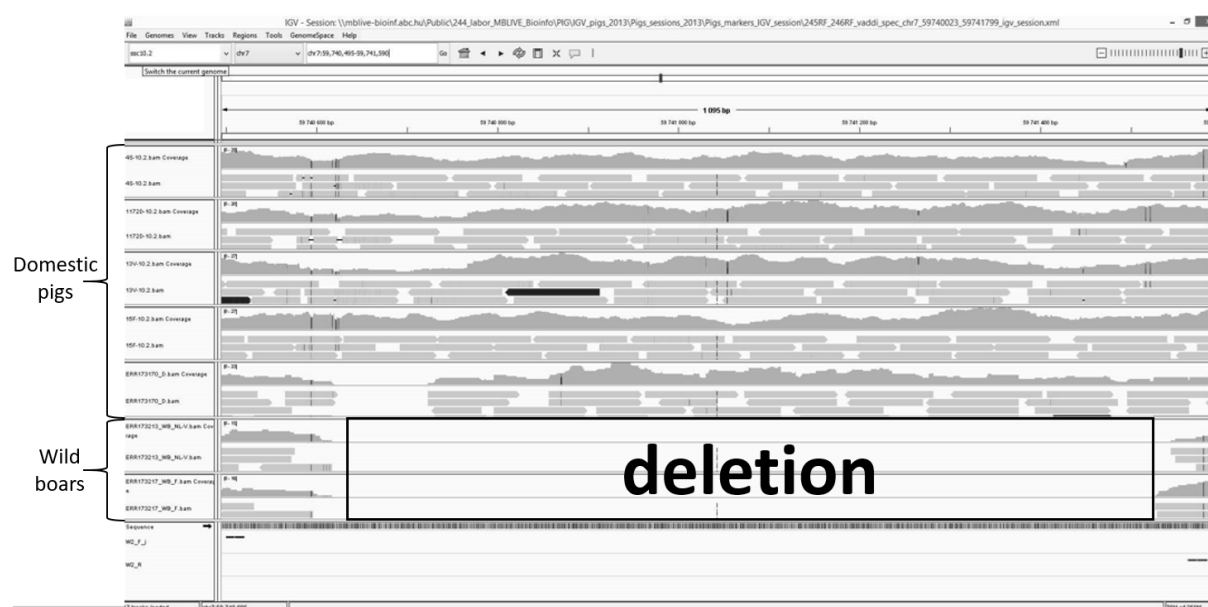 IGV - Session: \\mblive-bioinf.abc.hu\Public\244_labor_MBLIVE_Bioinfo\PIG\IGV_pigs_2013\Pigs_sessions_2013\Pigs_markers_IGV_session\245RF_246RF_vaddi_spec_chr7_59740023_59741799_igv_session.xml
File Genomes View Tracks Regions Tools GenomeSpace Help
ssc10.2 chr7 chr7:59,740,495-59,741,590 Go
Switch the current genome
1 095 bp
59 740 600 bp 59 740 800 bp 59 741 000 bp 59 741 200 bp 59 741 400 bp
4S-10.2.bam Coverage
4S-10.2.bam
1172D-10.2.bam Coverage
1172D-10.2.bam
Domestic
pigs
13V-10.2.bam Coverage
13V-10.2.bam
15F-10.2.bam Coverage
15F-10.2.bam
ERR173170_D.bam Coverage
ERR173170_D.bam
Wild
boars
ERR173213_WB_NL-V.bam Cov
rage
ERR173213_WB_NL-V.bam
ERR173217_WB_F.bam Coverag
e
ERR173217_WB_F.bam
deletion
Sequence
W2_F_j
W2_R